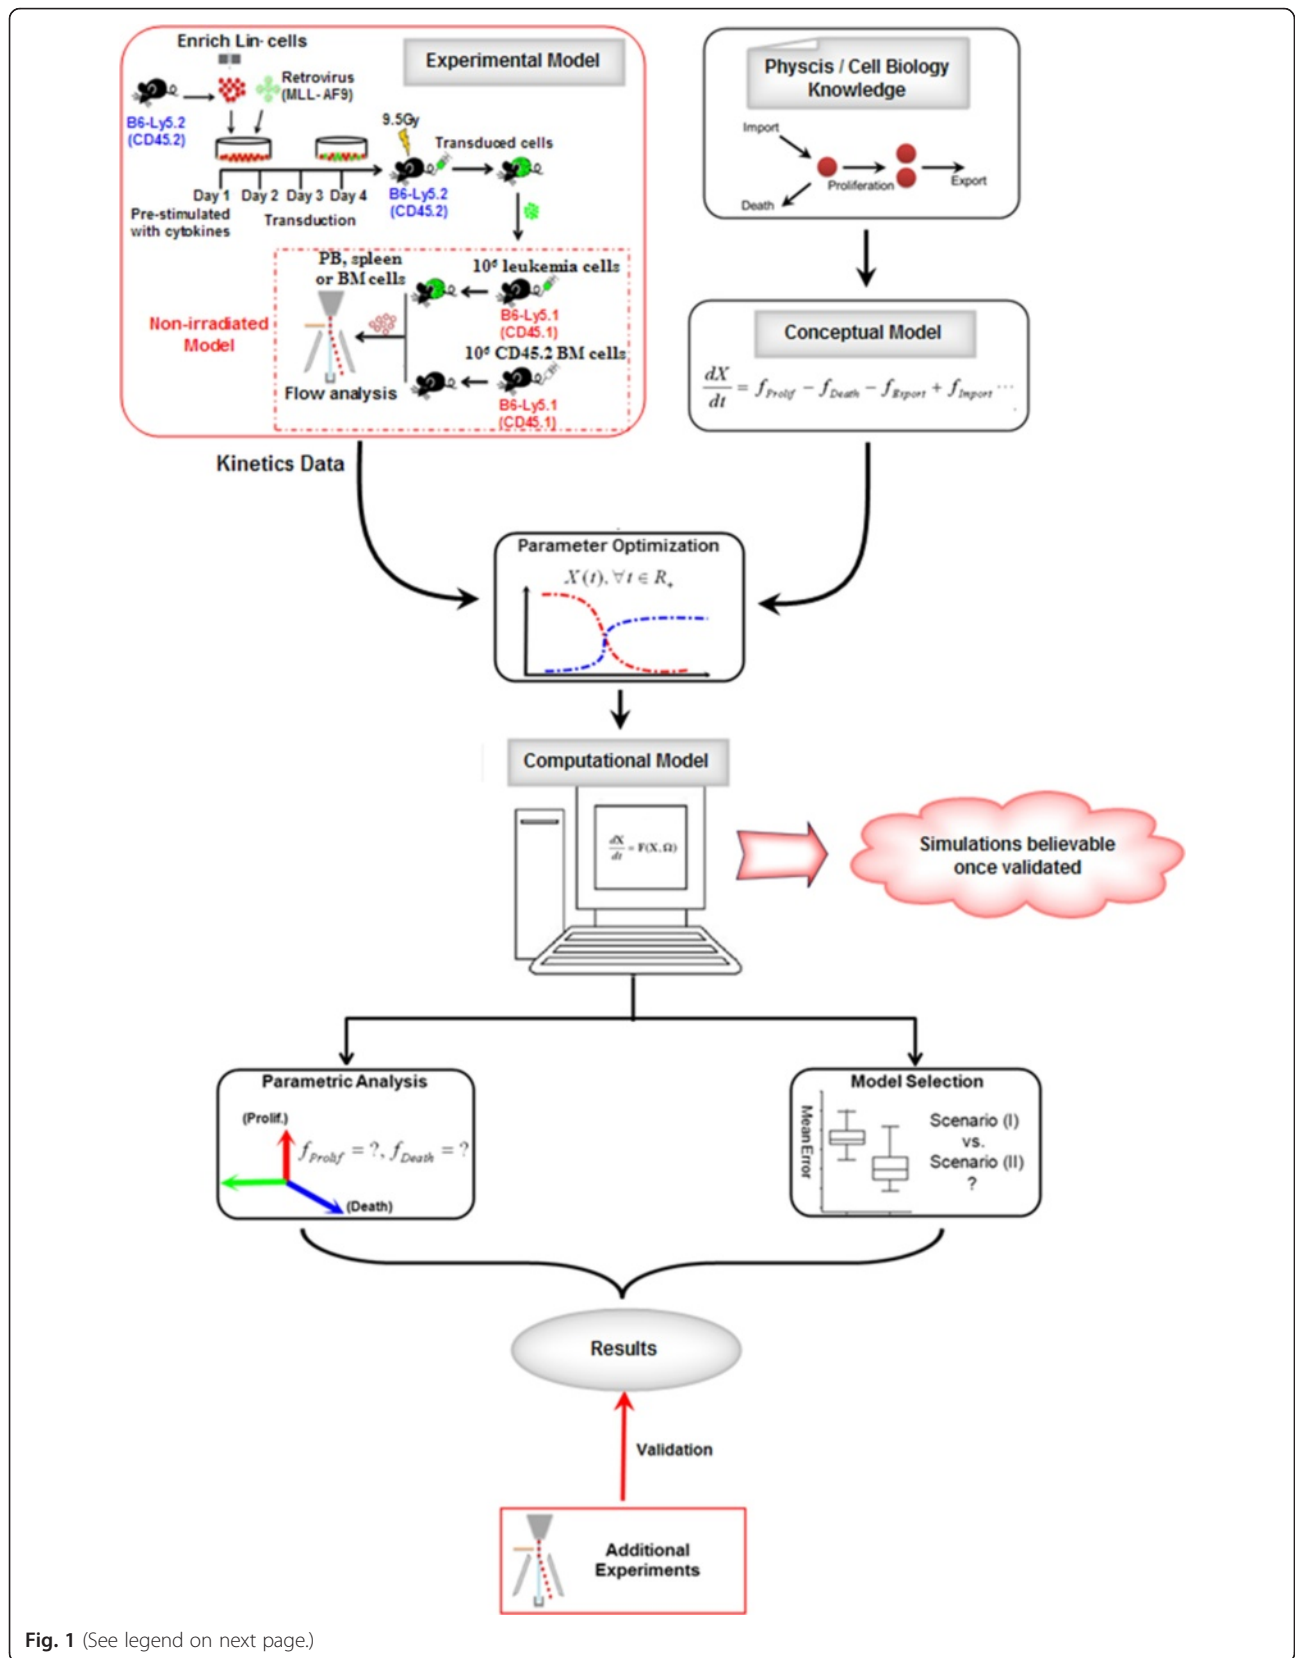 Enrich Lin- cells
Experimental Model
Retrovirus
(MLL-AF9)
B6-Ly5.2
(CD45.2)
9.5Gy
Transduced cells
Day 1 Day 2 Day 3 Day 4
B6-Ly5.2
(CD45.2)
Pre-stimulated
with cytokines
Transduction
PB, spleen
or BM cells
10⁶ leukemia cells
B6-Ly5.1
(CD45.1)
Non-irradiated
Model
10⁶ CD45.2 BM cells
Flow analysis
B6-Ly5.1
(CD45.1)
Physcis / Cell Biology
Knowledge
Import
Proliferation
Export
Death
Conceptual Model
dX/dt = f_Prolif − f_Death − f_Export + f_Import ...
Kinetics Data
Parameter Optimization
X(t), ∀t ∈ R₊
Computational Model
dX/dt = F(X, Ω)
Simulations believable
once validated
Parametric Analysis
(Prolif.)
f_Prolif = ?, f_Death = ?
(Death)
Model Selection
Mean Error
Scenario (I)
vs.
Scenario (II)
?
Results
Validation
Additional
Experiments
Fig. 1 (See legend on next page.)